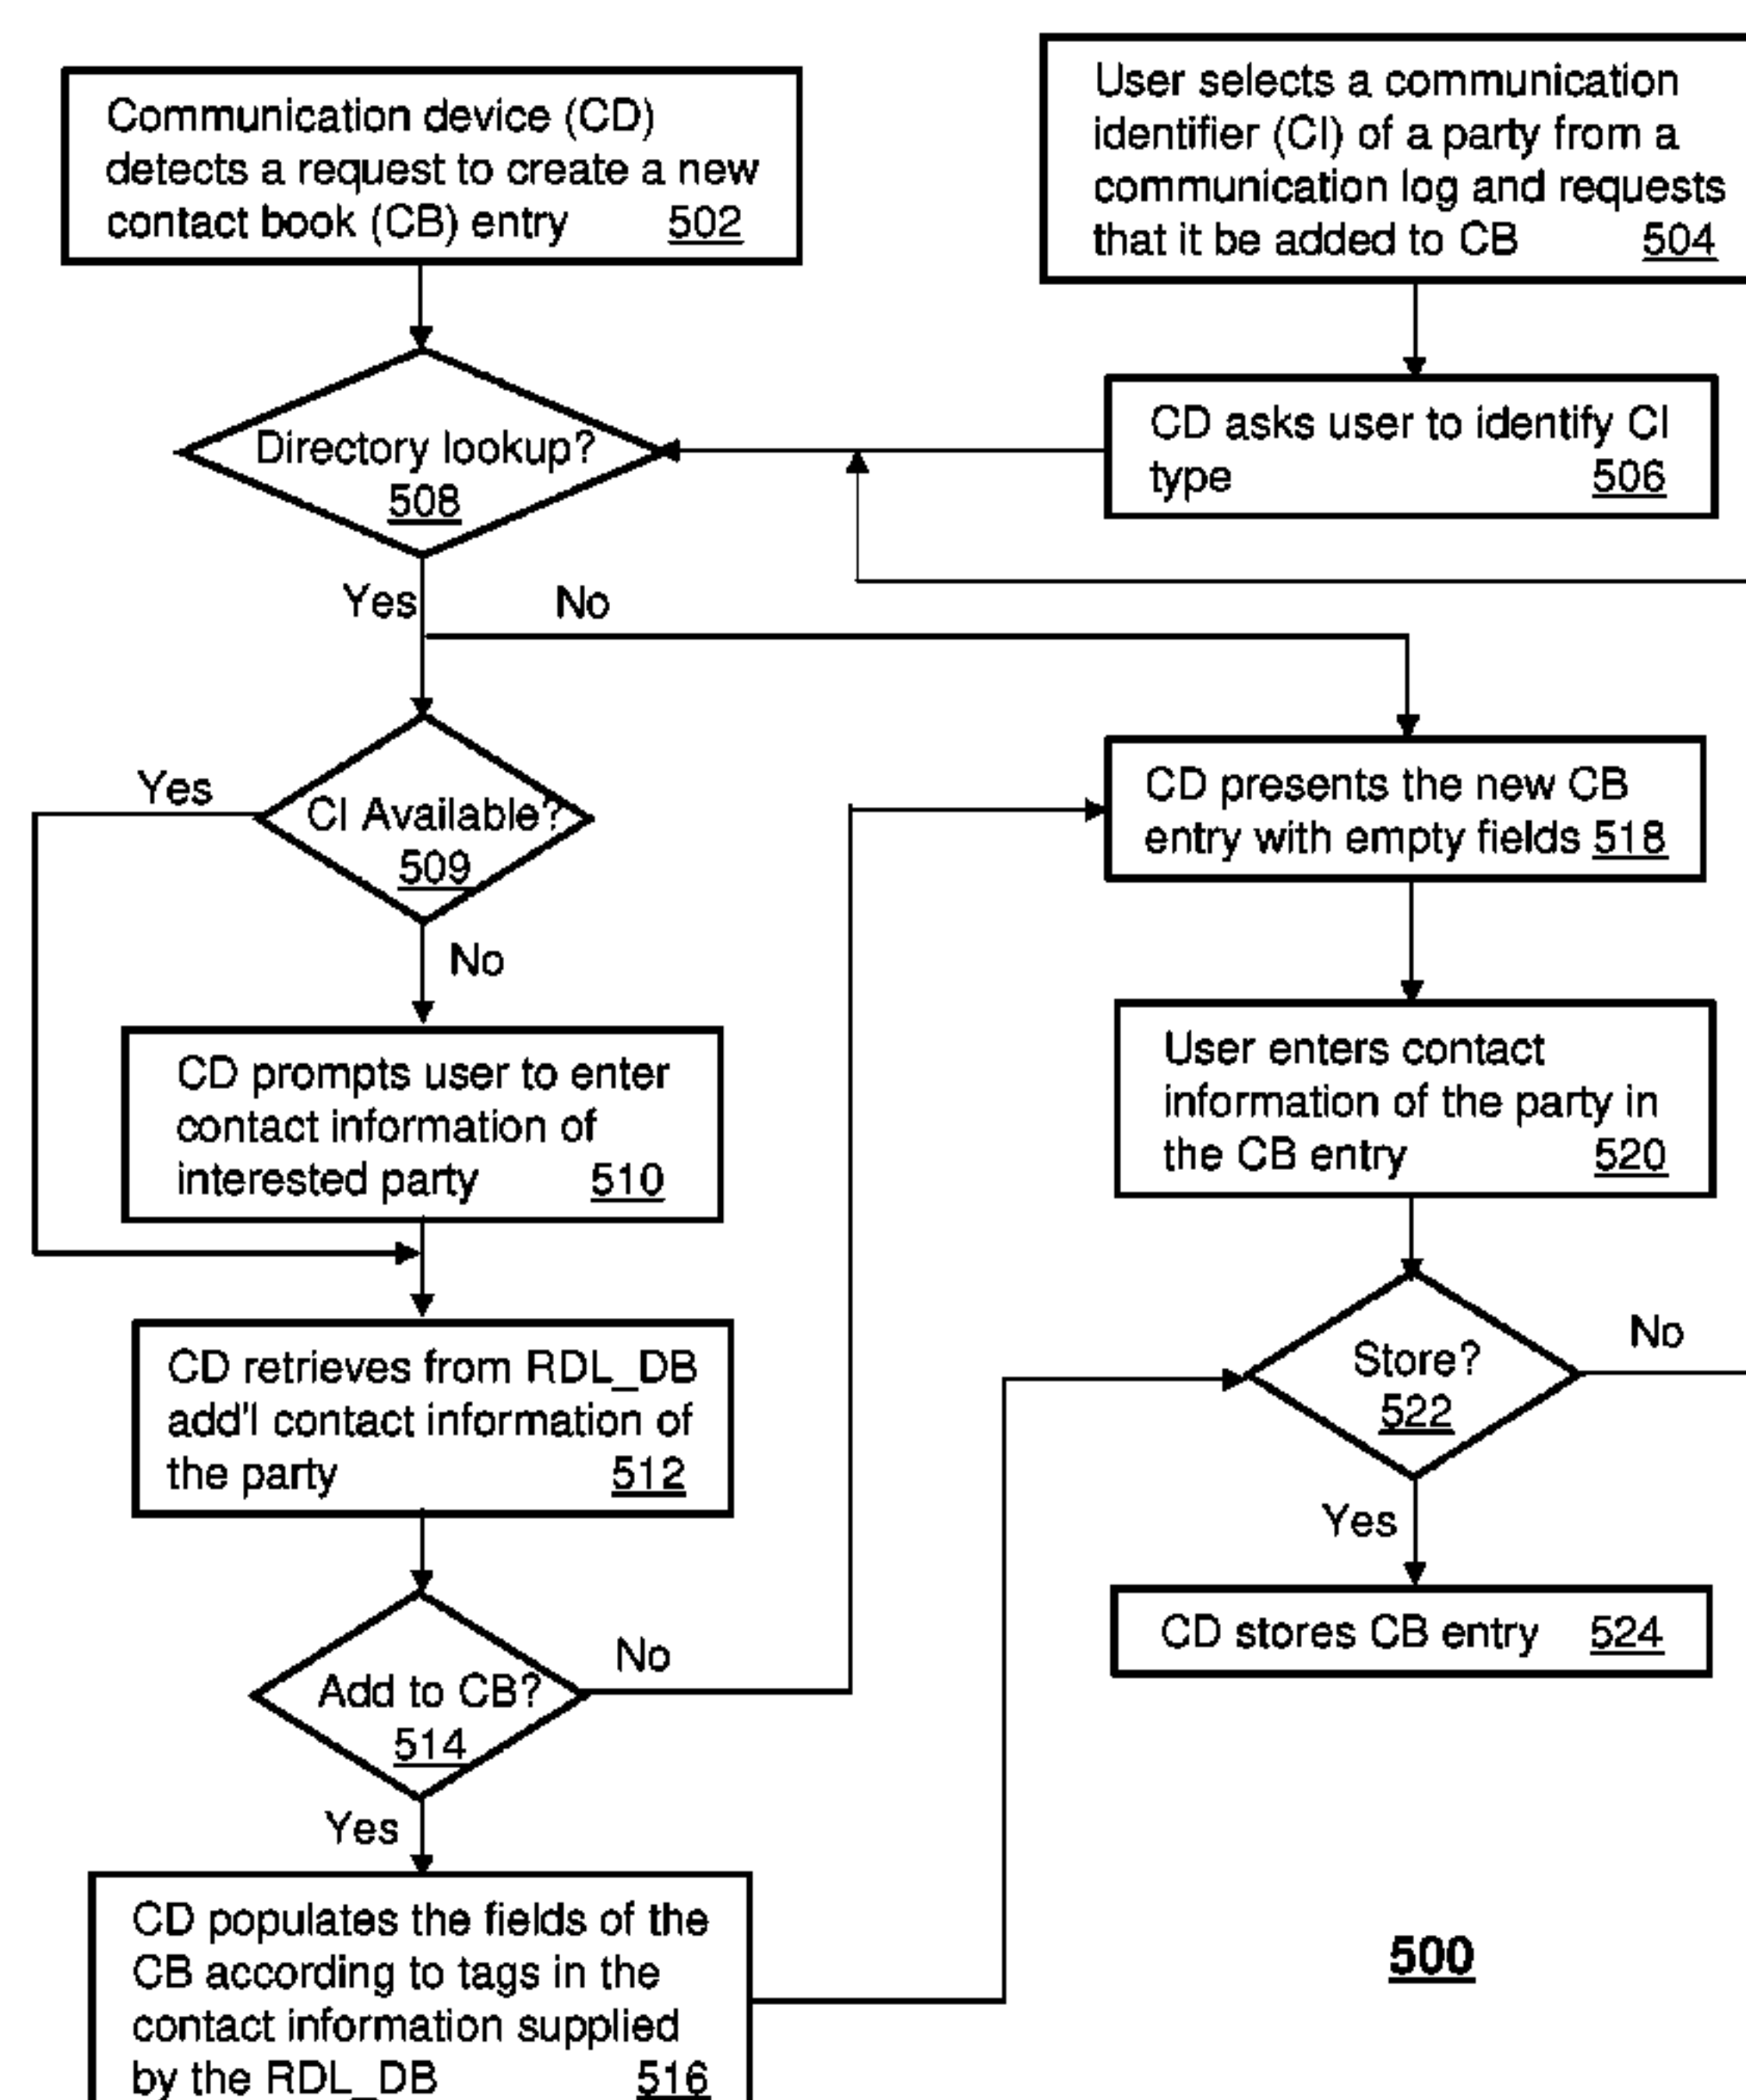 Communication device (CD)
detects a request to create a new
contact book (CB) entry 502
User selects a communication
identifier (CI) of a party from a
communication log and requests
that it be added to CB 504
CD asks user to identify CI
type 506
Directory lookup?
508
Yes
No
CI Available?
509
Yes
No
CD prompts user to enter
contact information of
interested party 510
CD retrieves from RDL_DB
add'l contact information of
the party 512
Add to CB?
514
No
Yes
CD populates the fields of the
CB according to tags in the
contact information supplied
by the RDL_DB 516
CD presents the new CB
entry with empty fields 518
User enters contact
information of the party in
the CB entry 520
Store?
522
No
Yes
CD stores CB entry 524
500